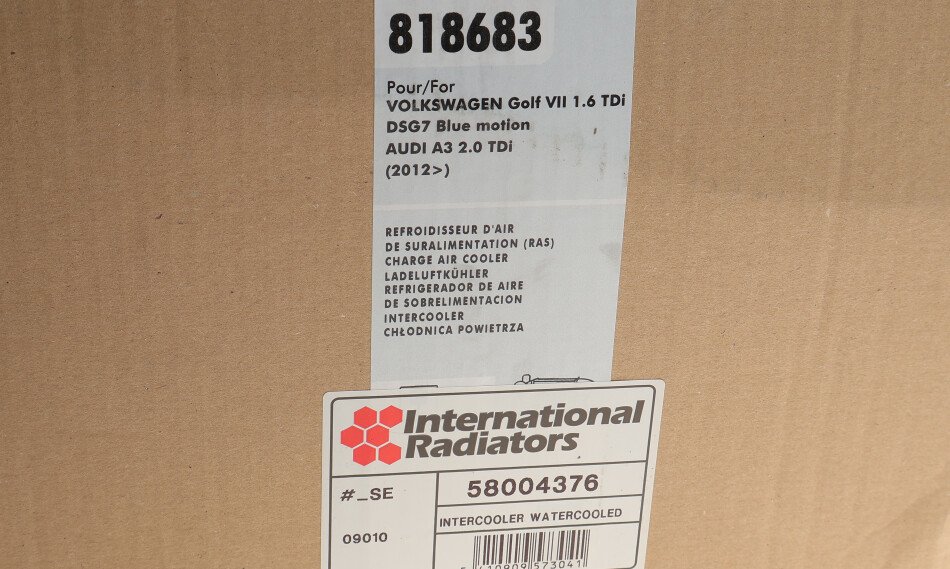 818683
Pour/For
VOLKSWAGEN Golf VII 1.6 TDi
DSG7 Blue motion
AUDI A3 2.0 TDi
(2012>)
REFROIDISSEUR D'AIR
DE SURALIMENTATION (RAS)
CHARGE AIR COOLER
LADELUFTKÜHLER
REFRIGERADOR DE AIRE
DE SOBRELIMENTACION
INTERCOOLER
CHŁODNICA POWIETRZA
International
Radiators
#_SE
58004376
INTERCOOLER WATERCOOLED
09010
5410909573041